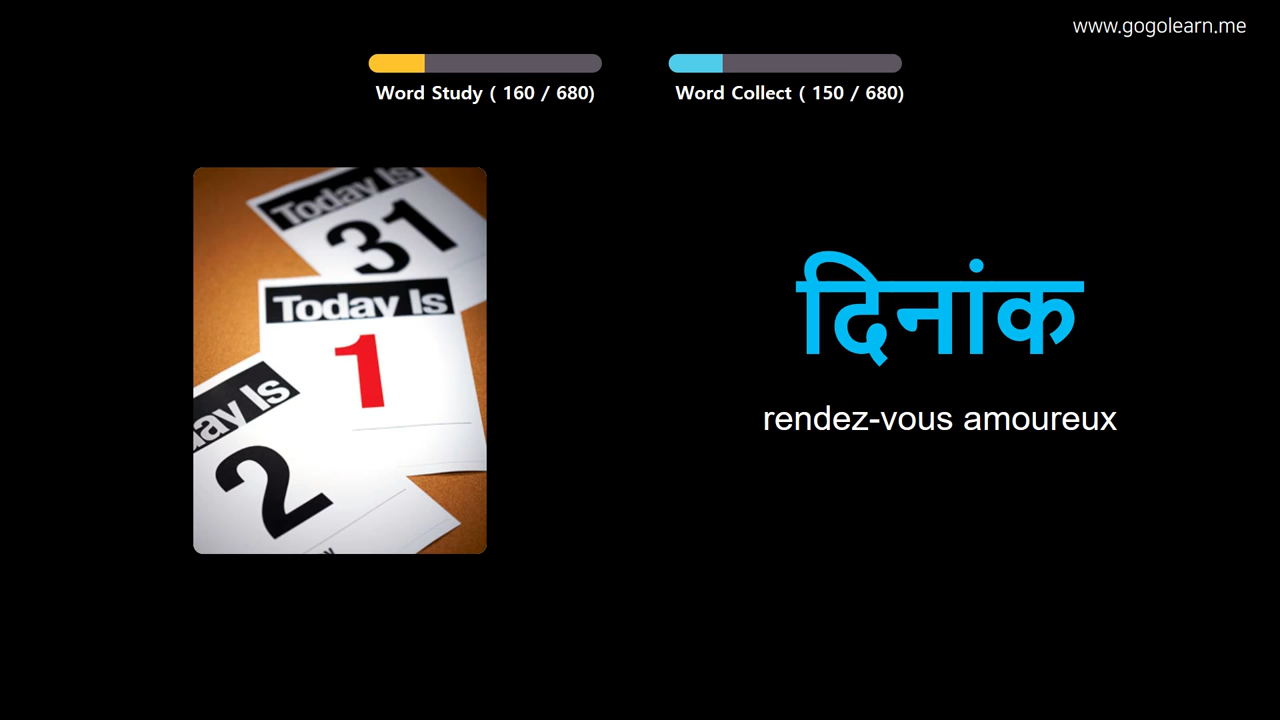 www.gogolearn.me
Word Study ( 160 / 680)
Word Collect ( 150 / 680)
Today Is
31
Today Is
1
day Is
2
दिनांक
rendez-vous amoureux